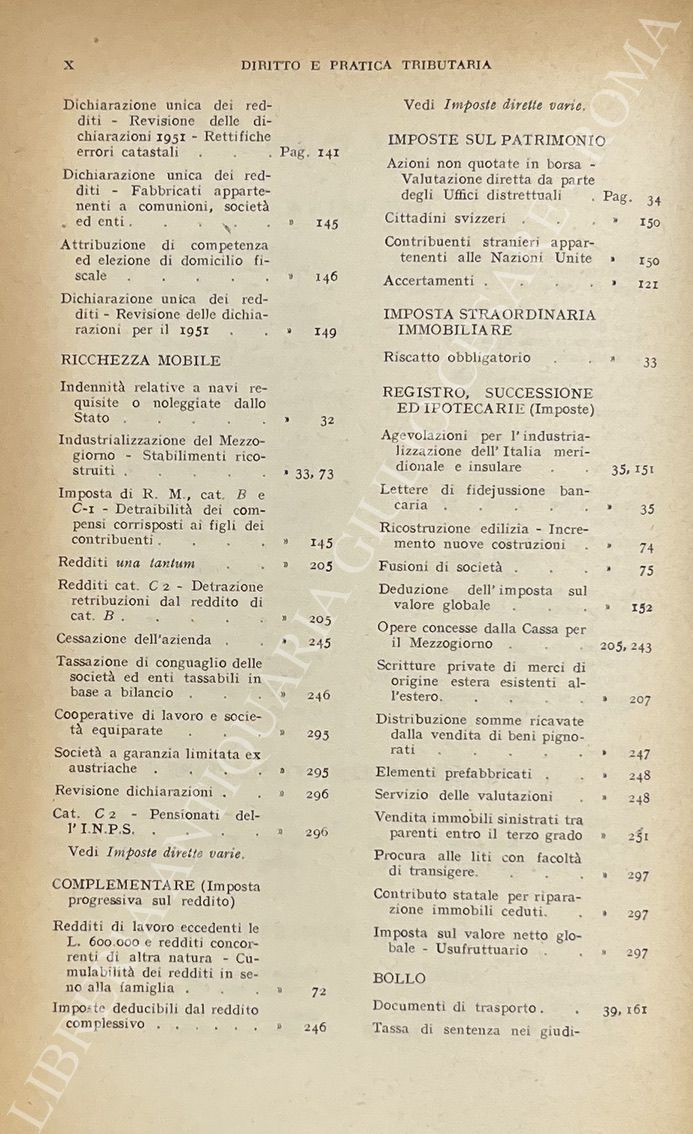 X DIRITTO E PRATICA TRIBUTARIA
Dichiarazione unica dei red-
diti - Revisione delle di-
chiarazioni 1951 - Rettifiche
errori catastali . . . Pag. 141
Dichiarazione unica dei red-
diti - Fabbricati apparte-
nenti a comunioni, società
ed enti . . . . . » 145
Attribuzione di competenza
ed elezione di domicilio fi-
scale . . . . . » 146
Dichiarazione unica dei red-
diti - Revisione delle dichia-
razioni per il 1951 . . » 149
RICCHEZZA MOBILE
Indennità relative a navi re-
quisite o noleggiate dallo
Stato . . . . . » 32
Industrializzazione del Mezzo-
giorno - Stabilimenti rico-
struiti . . . . . » 33, 73
Imposta di R. M., cat. B e
C-1 - Detraibilità dei com-
pensi corrisposti ai figli dei
contribuenti . . . . » 145
Redditi una tantum . . » 205
Redditi cat. C 2 - Detrazione
retribuzioni dal reddito di
cat. B . . . . . » 205
Cessazione dell'azienda . . » 245
Tassazione di conguaglio delle
società ed enti tassabili in
base a bilancio . . . » 246
Cooperative di lavoro e socie-
tà equiparate . . . » 295
Società a garanzia limitata ex
austriache . . . . » 295
Revisione dichiarazioni . . » 296
Cat. C 2 - Pensionati del-
l' I.N.P.S. . . . . » 296
Vedi Imposte dirette varie.
COMPLEMENTARE (Imposta
progressiva sul reddito)
Redditi di lavoro eccedenti le
L. 600.000 e redditi concor-
renti di altra natura - Cu-
mulabilità dei redditi in se-
no alla famiglia . . . » 72
Imposte deducibili dal reddito
complessivo . . . . . » 246
Vedi Imposte dirette varie.
IMPOSTE SUL PATRIMONIO
Azioni non quotate in borsa -
Valutazione diretta da parte
degli Uffici distrettuali . Pag. 34
Cittadini svizzeri . . . » 150
Contribuenti stranieri appar-
tenenti alle Nazioni Unite » 150
Accertamenti . . . . » 121
IMPOSTA STRAORDINARIA
IMMOBILIARE
Riscatto obbligatorio . . » 33
REGISTRO, SUCCESSIONE
ED IPOTECARIE (Imposte)
Agevolazioni per l' industria-
lizzazione dell' Italia meri-
dionale e insulare . . 35, 151
Lettere di fidejussione ban-
caria . . . . . » 35
Ricostruzione edilizia - Incre-
mento nuove costruzioni . » 74
Fusioni di società . . . » 75
Deduzione dell' imposta sul
valore globale . . . » 152
Opere concesse dalla Cassa per
il Mezzogiorno . . . 205, 243
Scritture private di merci di
origine estera esistenti al-
l'estero. . . . . » 207
Distribuzione somme ricavate
dalla vendita di beni pigno-
rati . . . . . » 247
Elementi prefabbricati . . » 248
Servizio delle valutazioni . » 248
Vendita immobili sinistrati tra
parenti entro il terzo grado » 251
Procura alle liti con facoltà
di transigere. . . . » 297
Contributo statale per ripara-
zione immobili ceduti. . » 297
Imposta sul valore netto glo-
bale - Usufruttuario . . » 297
BOLLO
Documenti di trasporto . . 39, 161
Tassa di sentenza nei giudi-
LIBRERIA ANTIQUARIA GIULIO CESARE - ROMA